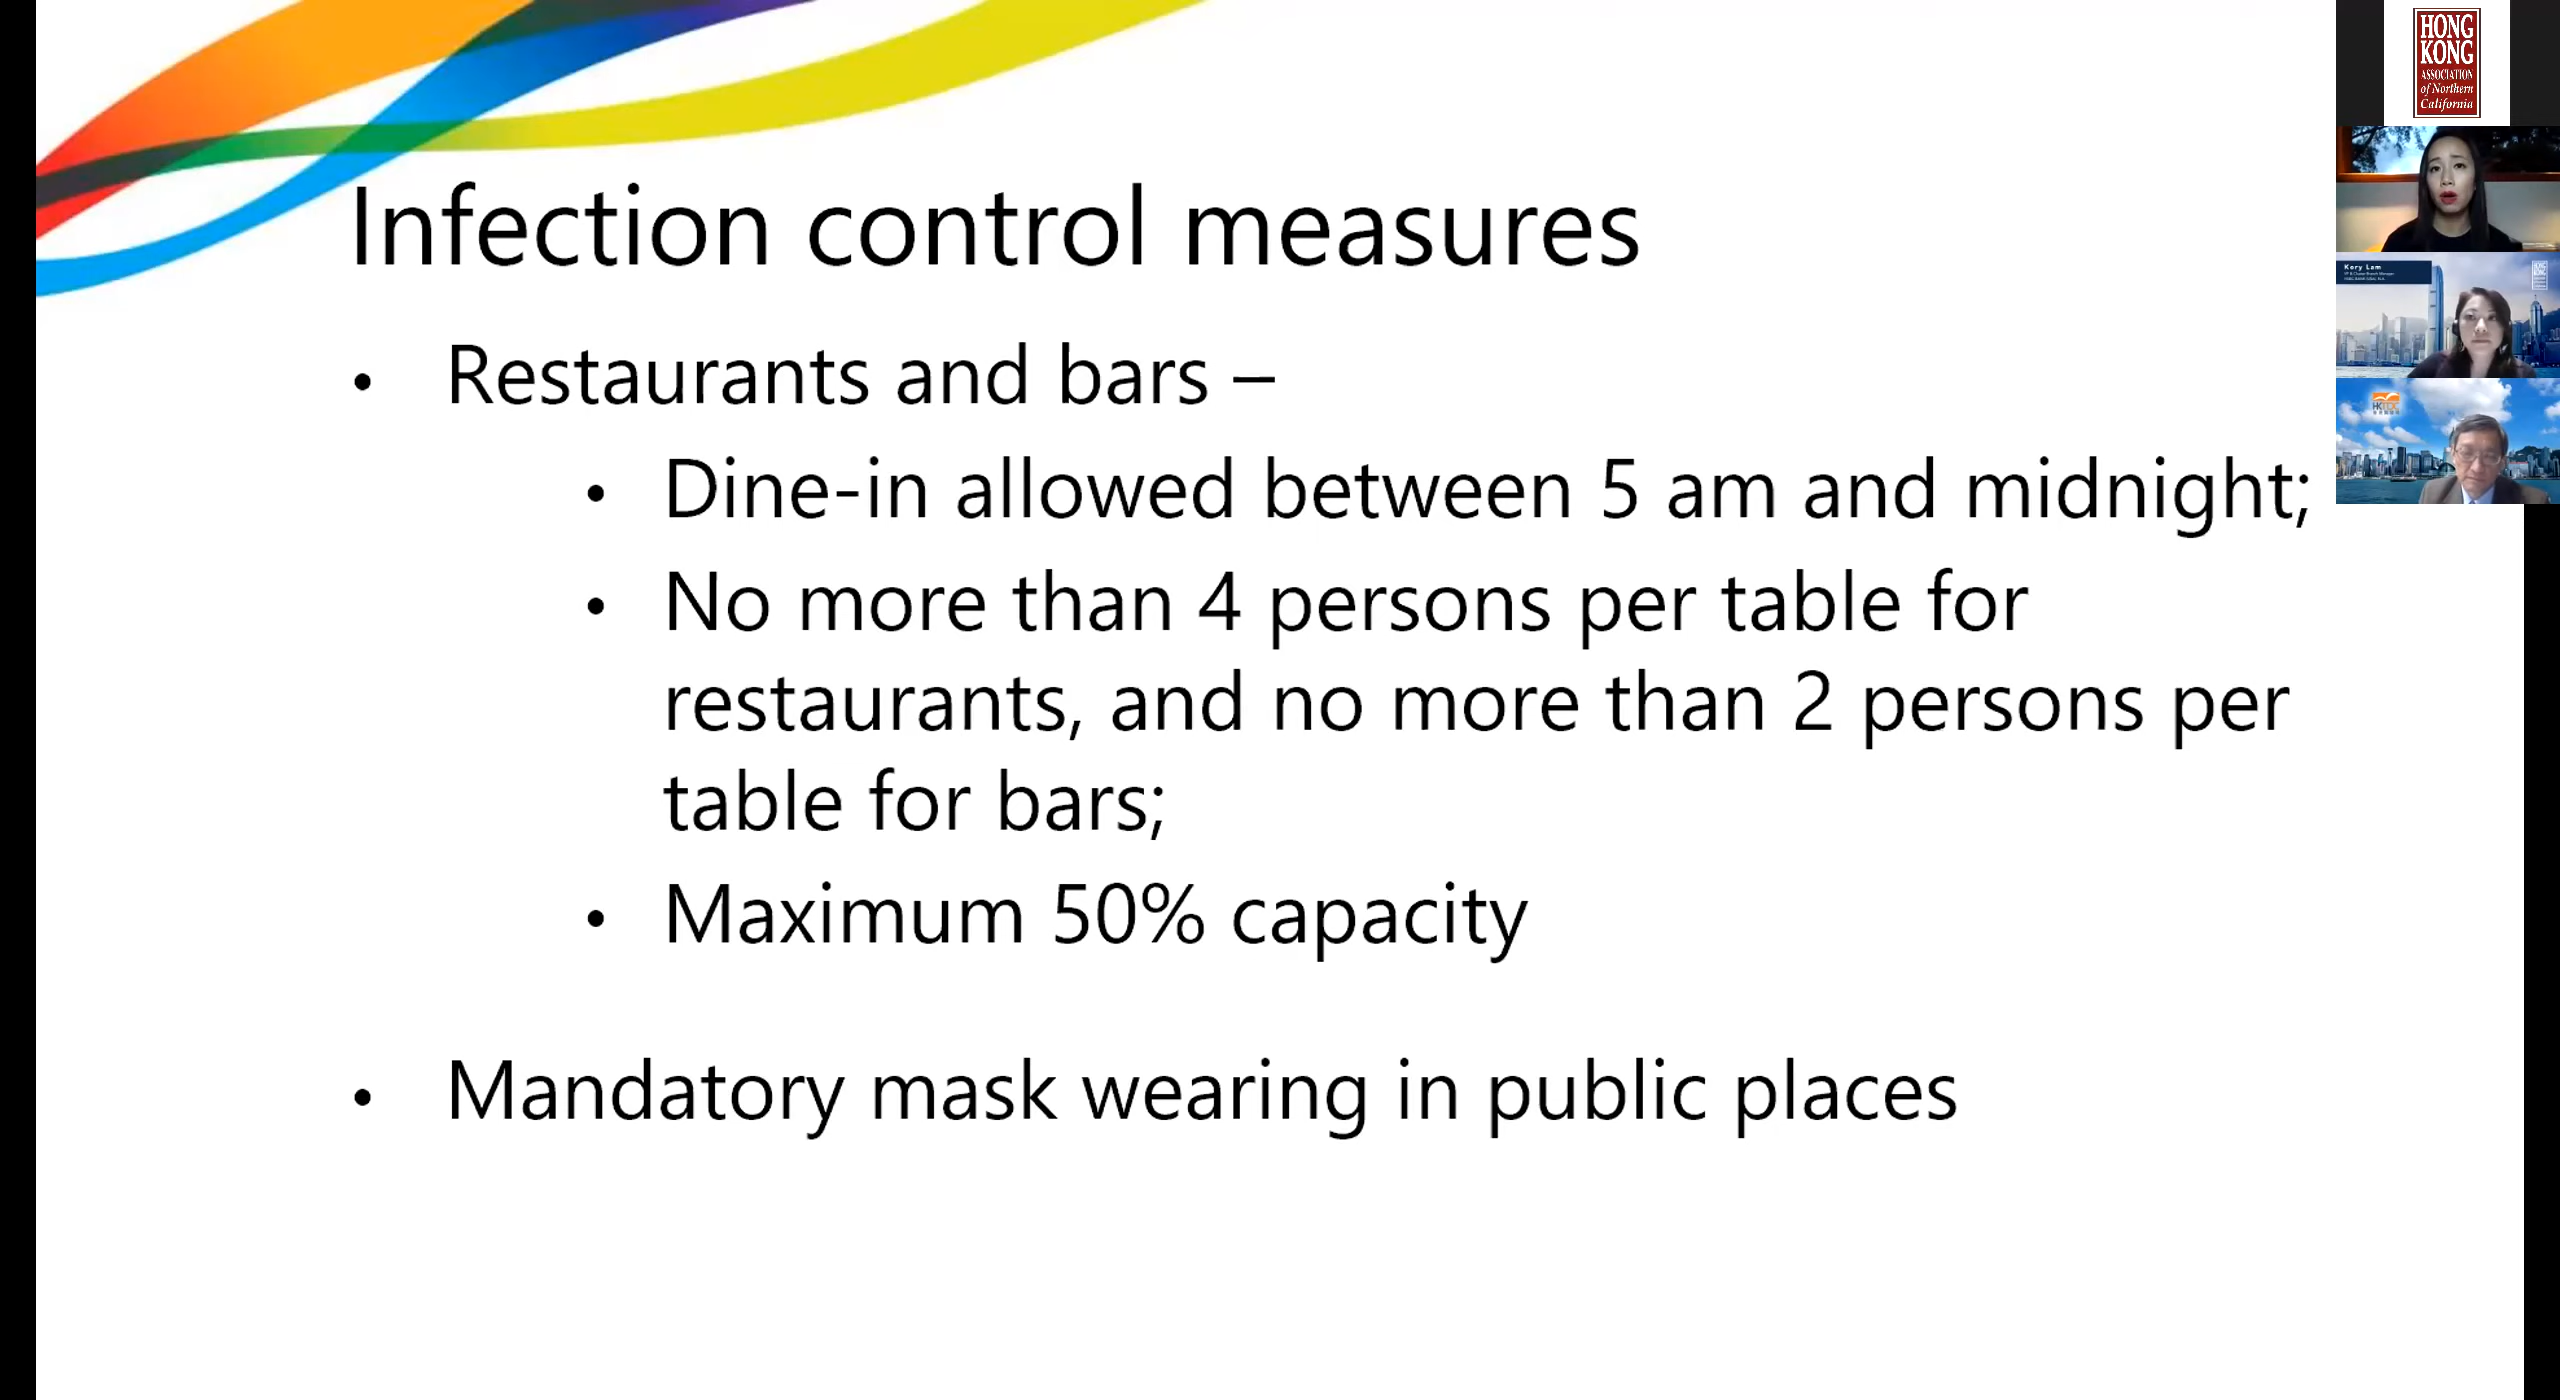 Infection control measures
• Restaurants and bars –
• Dine-in allowed between 5 am and midnight;
• No more than 4 persons per table for
restaurants, and no more than 2 persons per
table for bars;
• Maximum 50% capacity
• Mandatory mask wearing in public places
HONG
KONG
ASSOCIATION
of Northern
California
Kery Lam